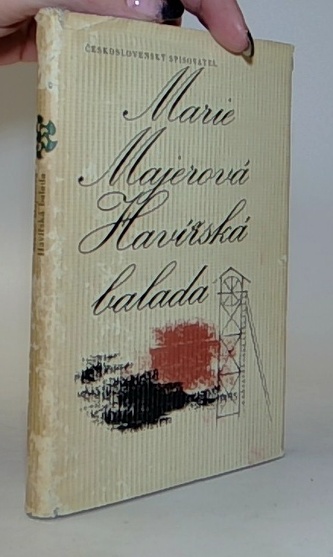 ČESKOSLOVENSKÝ SPISOVATEL
Marie
Majerová
Havířská
balada
Havířská balada